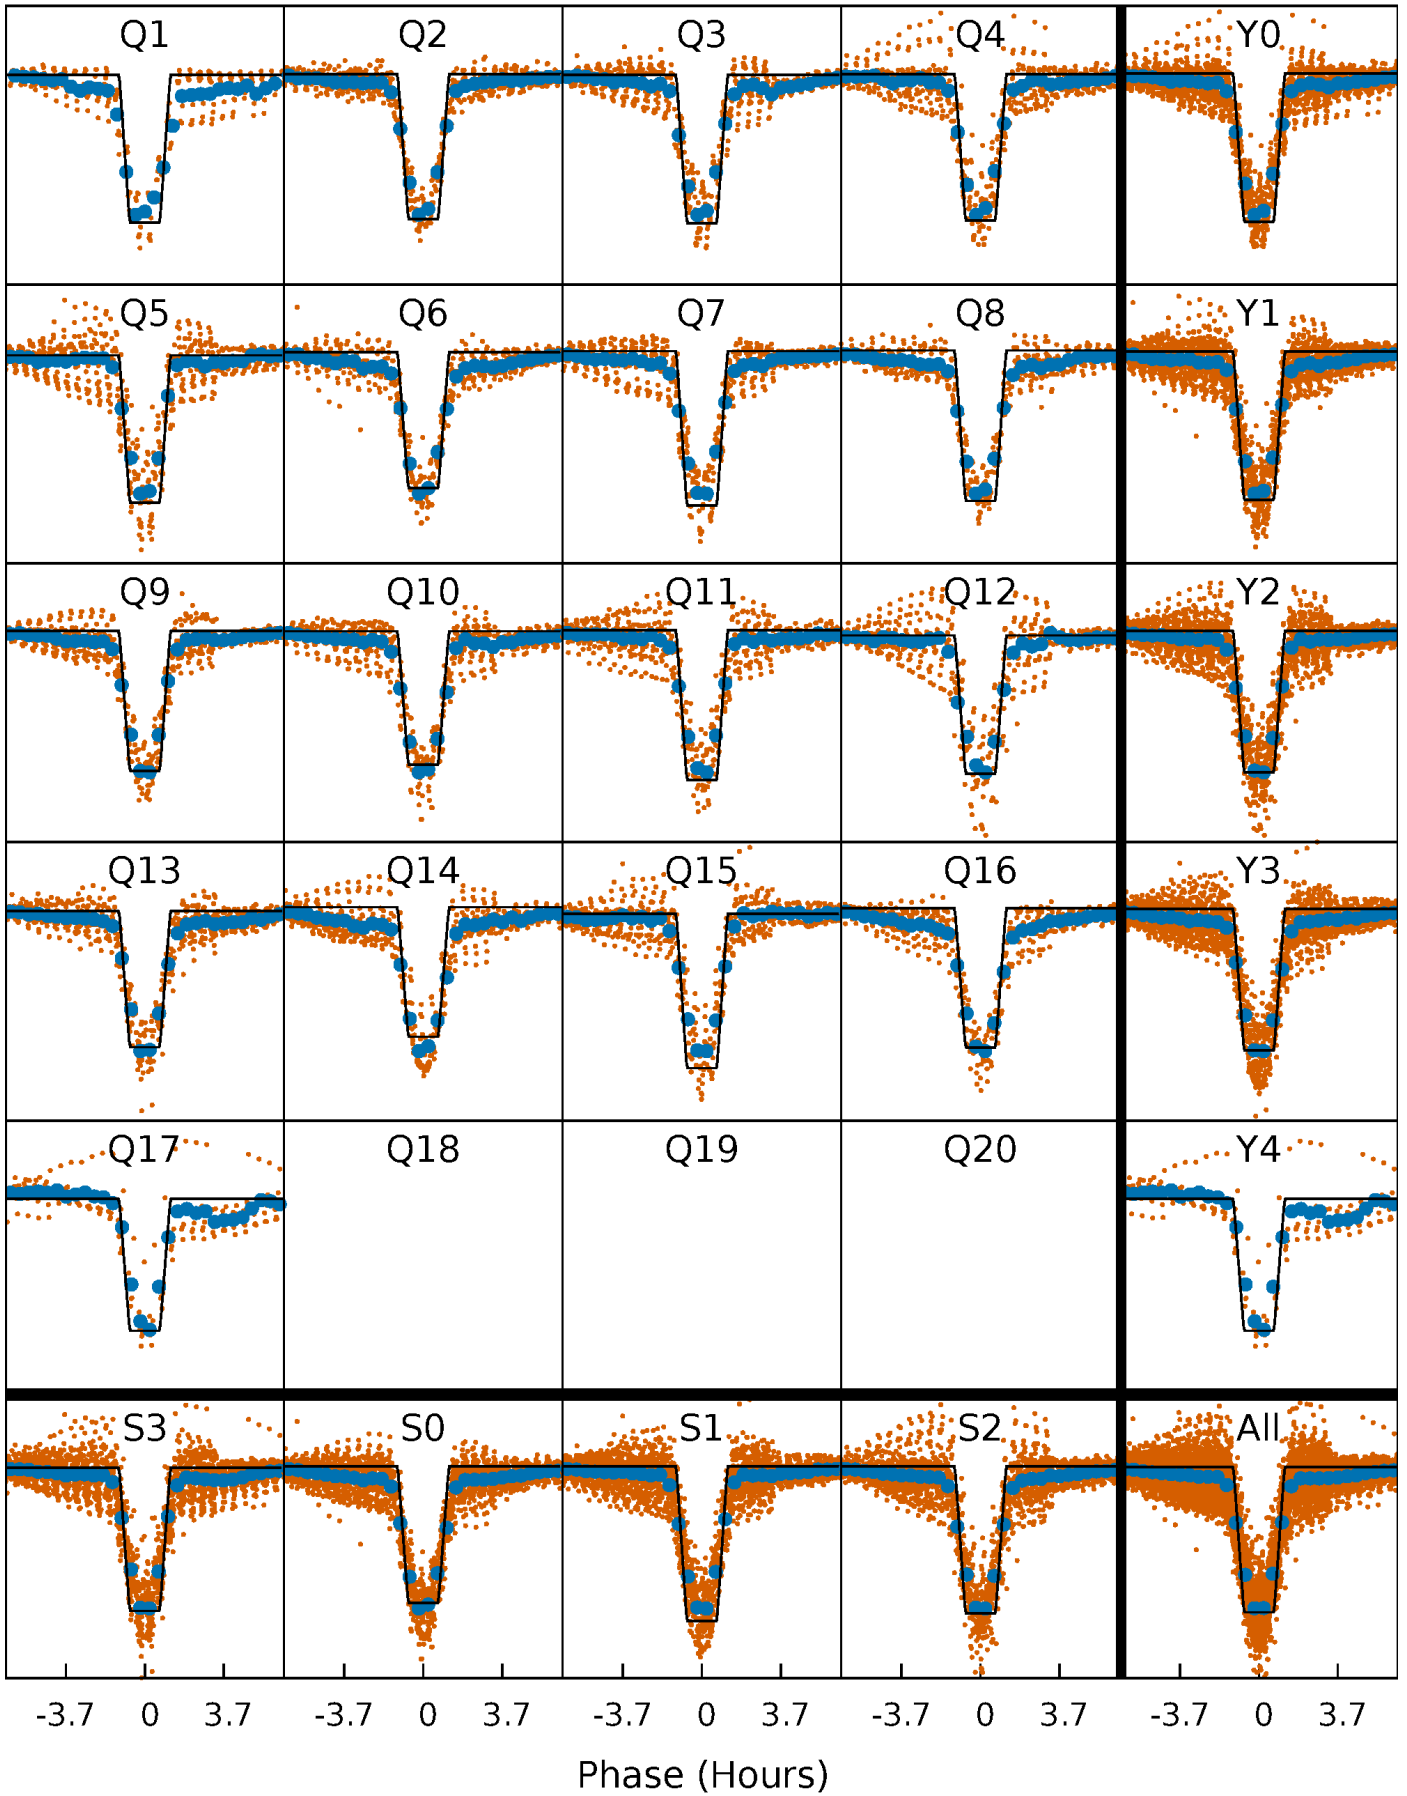 Q1 Q2 Q3 Q4 Y0
Q5 Q6 Q7 Q8 Y1
Q9 Q10 Q11 Q12 Y2
Q13 Q14 Q15 Q16 Y3
Q17 Q18 Q19 Q20 Y4
S3 S0 S1 S2 All
-3.7 0 3.7 -3.7 0 3.7 -3.7 0 3.7 -3.7 0 3.7 -3.7 0 3.7
Phase (Hours)